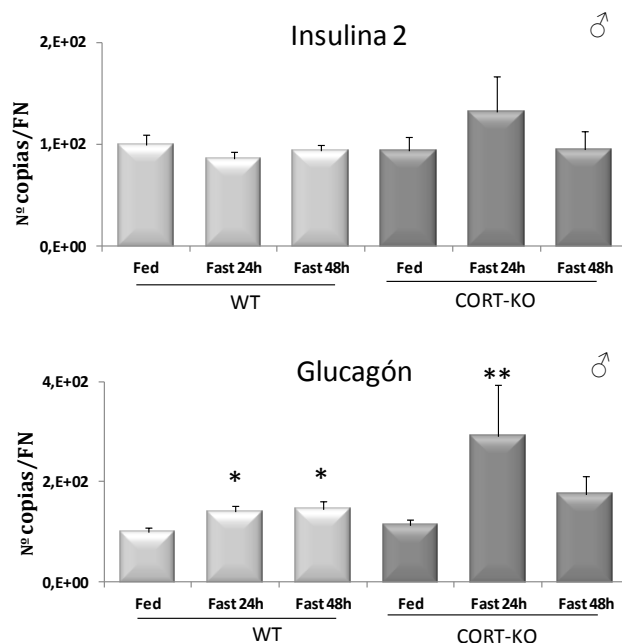 Insulina 2 ♂
Nº copias/FN
2,E+02
1,E+02
0,E+00
Fed Fast 24h Fast 48h Fed Fast 24h Fast 48h
WT CORT-KO
Glucagón ♂
Nº copias/FN
4,E+02
2,E+02
0,E+00
* * **
Fed Fast 24h Fast 48h Fed Fast 24h Fast 48h
WT CORT-KO